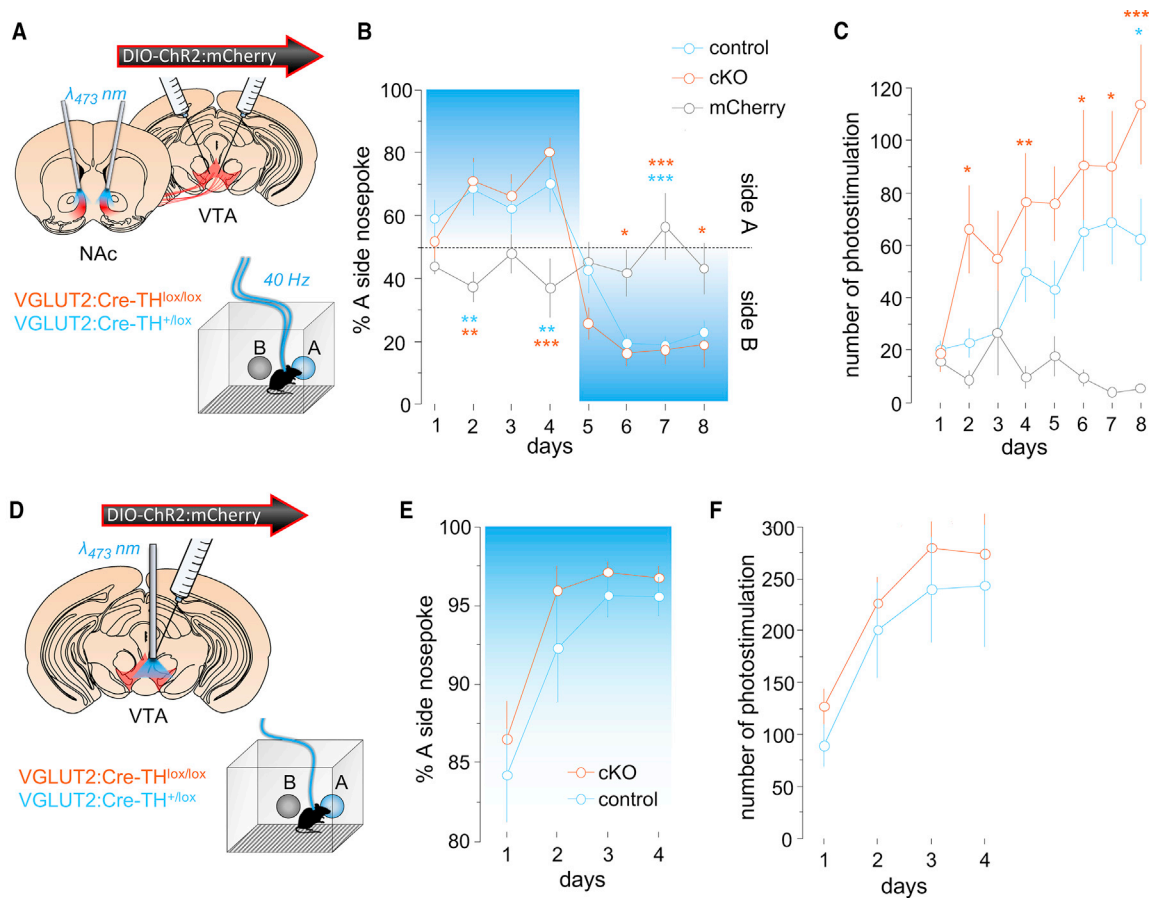 A
DIO-ChR2:mCherry
λ473 nm
VTA
NAc
VGLUT2:Cre-THlox/lox
VGLUT2:Cre-TH+/lox
40 Hz
B A
B
control
cKO
mCherry
% A side nosepoke
100
80
60
40
20
0
***
***
*
*
**
**
**
***
side A
side B
1 2 3 4 5 6 7 8
days
C
number of photostimulation
120
100
80
60
40
20
0
*
**
*
*
***
*
1 2 3 4 5 6 7 8
days
D
DIO-ChR2:mCherry
λ473 nm
VTA
VGLUT2:Cre-THlox/lox
VGLUT2:Cre-TH+/lox
B A
E
% A side nosepoke
100
95
90
85
80
cKO
control
1 2 3 4
days
F
number of photostimulation
300
250
200
150
100
50
0
1 2 3 4
days